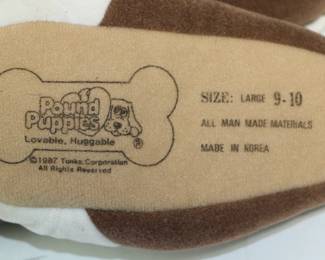 Pound
Puppies
Lovable, Huggable
®
©1987 Tonka Corporation
All Rights Reserved
SIZE: LARGE 9-10
ALL MAN MADE MATERIALS
MADE IN KOREA